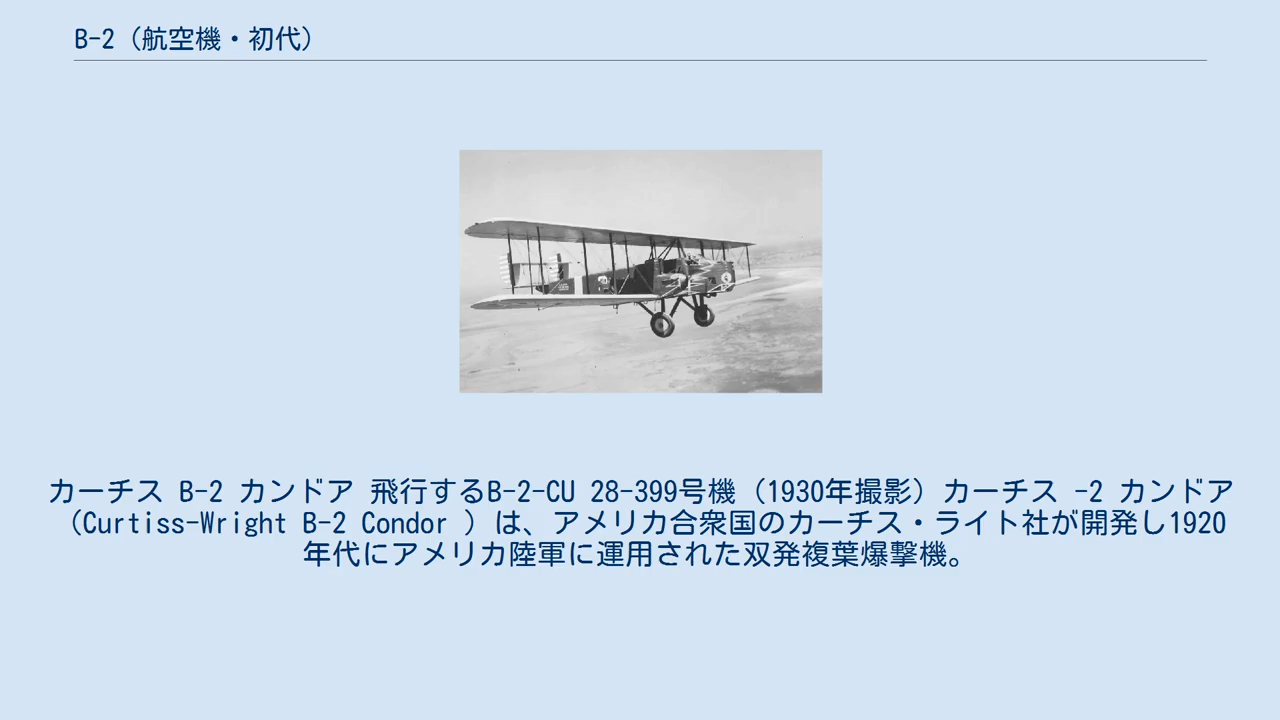 B-2（航空機・初代）
カーチス B-2 カンドア 飛行するB-2-CU 28-399号機（1930年撮影）カーチス -2 カンドア
（Curtiss-Wright B-2 Condor ）は、アメリカ合衆国のカーチス・ライト社が開発し1920
年代にアメリカ陸軍に運用された双発複葉爆撃機。